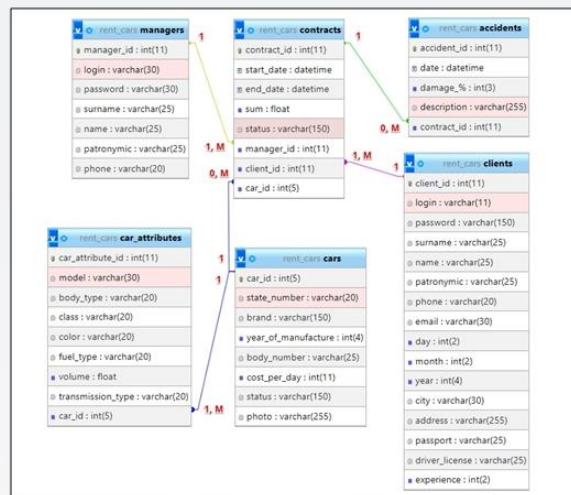 rent_cars managers
manager_id : int(11)
login : varchar(30)
password : varchar(30)
surname : varchar(25)
name : varchar(25)
patronymic : varchar(25)
phone : varchar(20)
1
1, M
rent_cars contracts
contract_id : int(11)
start_date : datetime
end_date : datetime
sum : float
status : varchar(150)
manager_id : int(11)
client_id : int(11)
car_id : int(5)
1
0, M
1, M
0, M
rent_cars accidents
accident_id : int(11)
date : datetime
damage_% : int(3)
description : varchar(255)
contract_id : int(11)
1
rent_cars clients
client_id : int(11)
login : varchar(11)
password : varchar(150)
surname : varchar(25)
name : varchar(25)
patronymic : varchar(25)
phone : varchar(20)
email : varchar(30)
day : int(2)
month : int(2)
year : int(4)
city : varchar(30)
address : varchar(255)
passport : varchar(25)
driver_license : varchar(25)
experience : int(2)
rent_cars car_attributes
car_attribute_id : int(11)
model : varchar(30)
body_type : varchar(20)
class : varchar(20)
color : varchar(20)
fuel_type : varchar(20)
volume : float
transmission_type : varchar(20)
car_id : int(5)
1
1
1, M
rent_cars cars
car_id : int(5)
state_number : varchar(20)
brand : varchar(150)
year_of_manufacture : int(4)
body_number : varchar(25)
cost_per_day : int(11)
status : varchar(150)
photo : varchar(255)